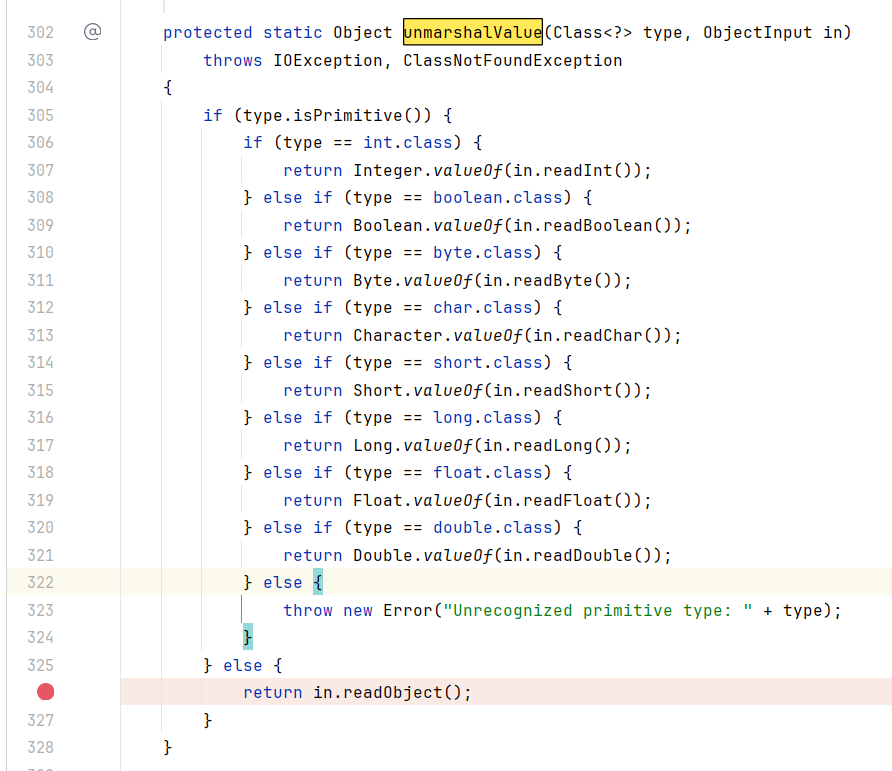 302 @ protected static Object unmarshalValue(Class<?> type, ObjectInput in)
303 throws IOException, ClassNotFoundException
304 {
305 if (type.isPrimitive()) {
306 if (type == int.class) {
307 return Integer.valueOf(in.readInt());
308 } else if (type == boolean.class) {
309 return Boolean.valueOf(in.readBoolean());
310 } else if (type == byte.class) {
311 return Byte.valueOf(in.readByte());
312 } else if (type == char.class) {
313 return Character.valueOf(in.readChar());
314 } else if (type == short.class) {
315 return Short.valueOf(in.readShort());
316 } else if (type == long.class) {
317 return Long.valueOf(in.readLong());
318 } else if (type == float.class) {
319 return Float.valueOf(in.readFloat());
320 } else if (type == double.class) {
321 return Double.valueOf(in.readDouble());
322 } else {
323 throw new Error("Unrecognized primitive type: " + type);
324 }
325 } else {
return in.readObject();
327 }
328 }